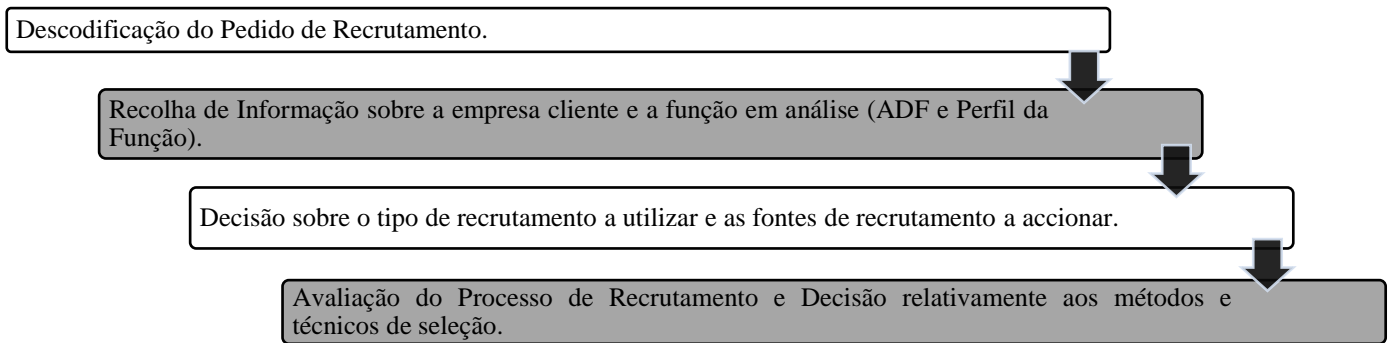 Descodificação do Pedido de Recrutamento.
Recolha de Informação sobre a empresa cliente e a função em análise (ADF e Perfil da
Função).
Decisão sobre o tipo de recrutamento a utilizar e as fontes de recrutamento a accionar.
Avaliação do Processo de Recrutamento e Decisão relativamente aos métodos e
técnicos de seleção.